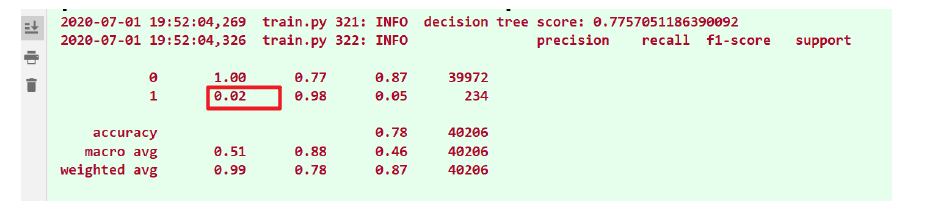 2020-07-01 19:52:04,269 train.py 321: INFO decision tree score: 0.7757051186390092
2020-07-01 19:52:04,326 train.py 322: INFO precision recall f1-score support
0 1.00 0.77 0.87 39972
1 0.02 0.98 0.05 234
accuracy 0.78 40206
macro avg 0.51 0.88 0.46 40206
weighted avg 0.99 0.78 0.87 40206